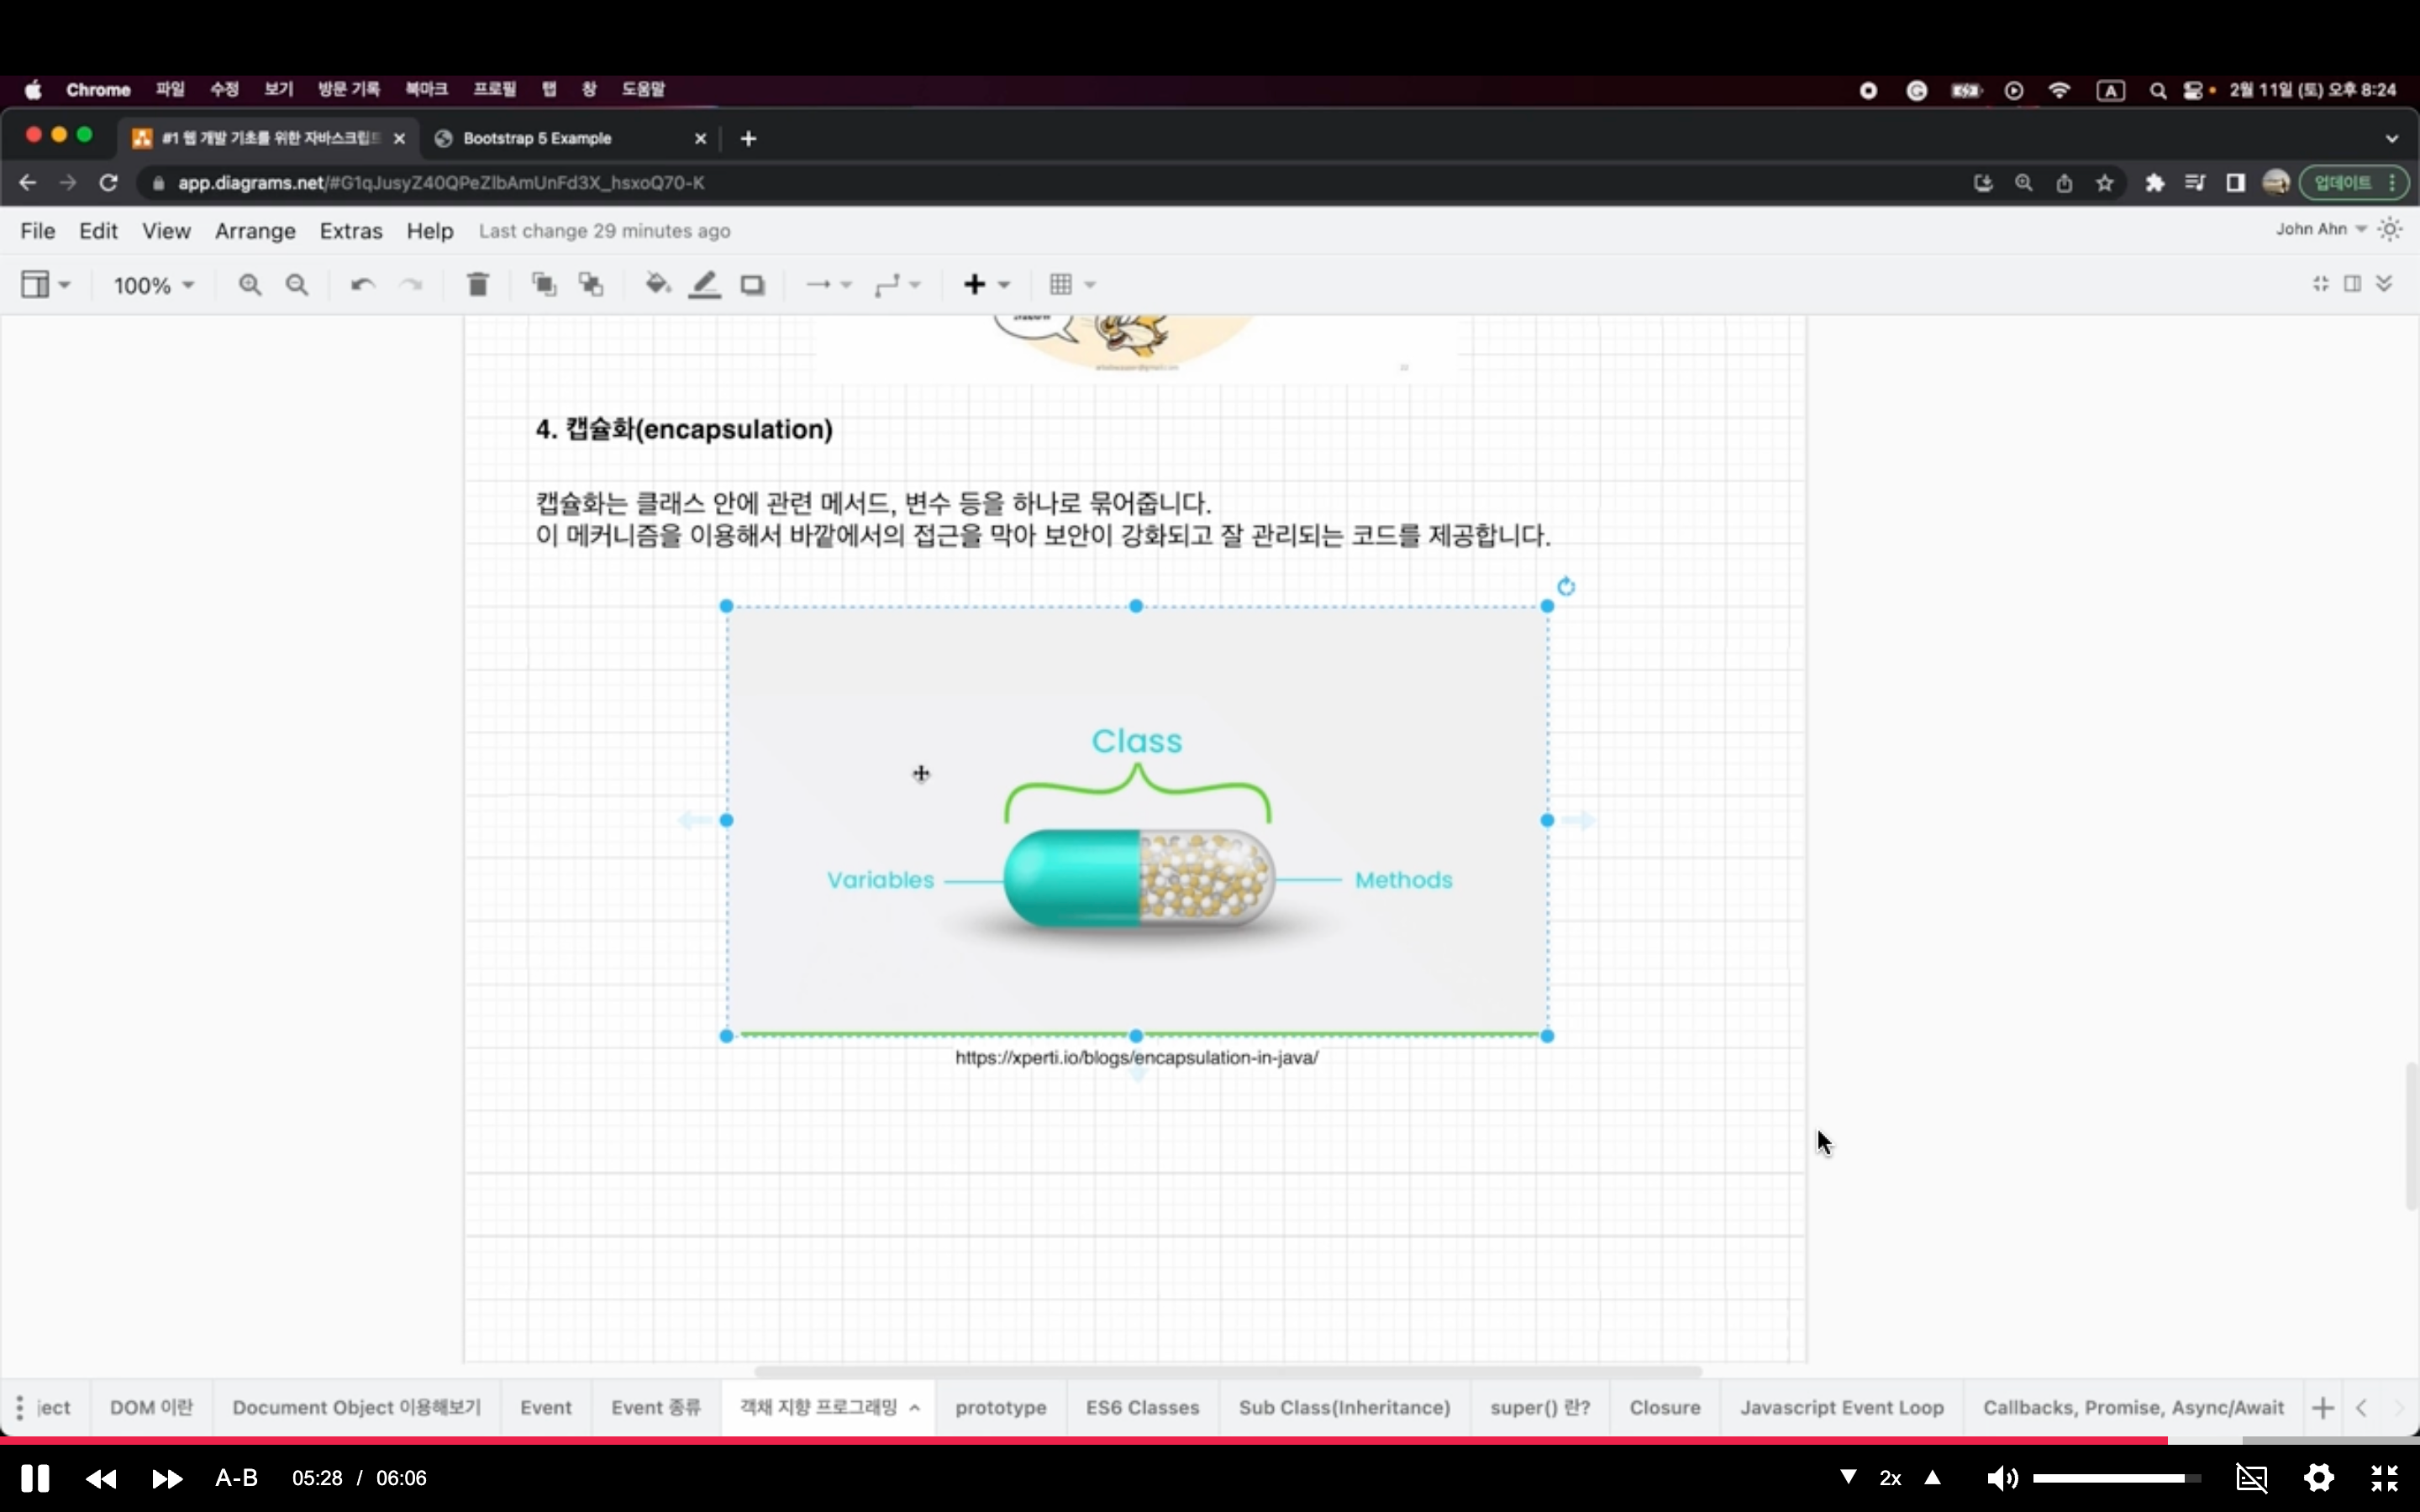 Chrome 파일 수정 보기 방문 기록 북마크 프로필 탭 창 도움말 A 2월 11일 (토) 오후 8:24
#1 웹 개발 기초를 위한 자바스크립트 Bootstrap 5 Example
app.diagrams.net/#G1qJusyZ40QPeZlbAmUnFd3X_hsxoQ70-K 업데이트
File Edit View Arrange Extras Help Last change 29 minutes ago John Ahn
100%
4. 캡슐화(encapsulation)
캡슐화는 클래스 안에 관련 메서드, 변수 등을 하나로 묶어줍니다.
이 메커니즘을 이용해서 바깥에서의 접근을 막아 보안이 강화되고 잘 관리되는 코드를 제공합니다.
Class
Variables Methods
https://xperti.io/blogs/encapsulation-in-java/
ject DOM 이란 Document Object 이용해보기 Event Event 종류 객채 지향 프로그래밍 prototype ES6 Classes Sub Class(Inheritance) super() 란? Closure Javascript Event Loop Callbacks, Promise, Async/Await
A-B 05:28 / 06:06 2x